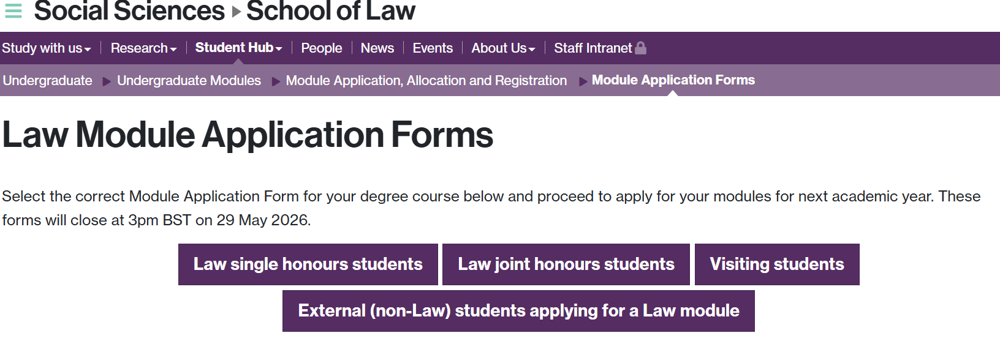 Social Sciences School of Law
Study with us Research Student Hub People News Events About Us Staff Intranet
Undergraduate Undergraduate Modules Module Application, Allocation and Registration Module Application Forms
Law Module Application Forms
Select the correct Module Application Form for your degree course below and proceed to apply for your modules for next academic year. These
forms will close at 3pm BST on 29 May 2026.
Law single honours students Law joint honours students Visiting students
External (non-Law) students applying for a Law module